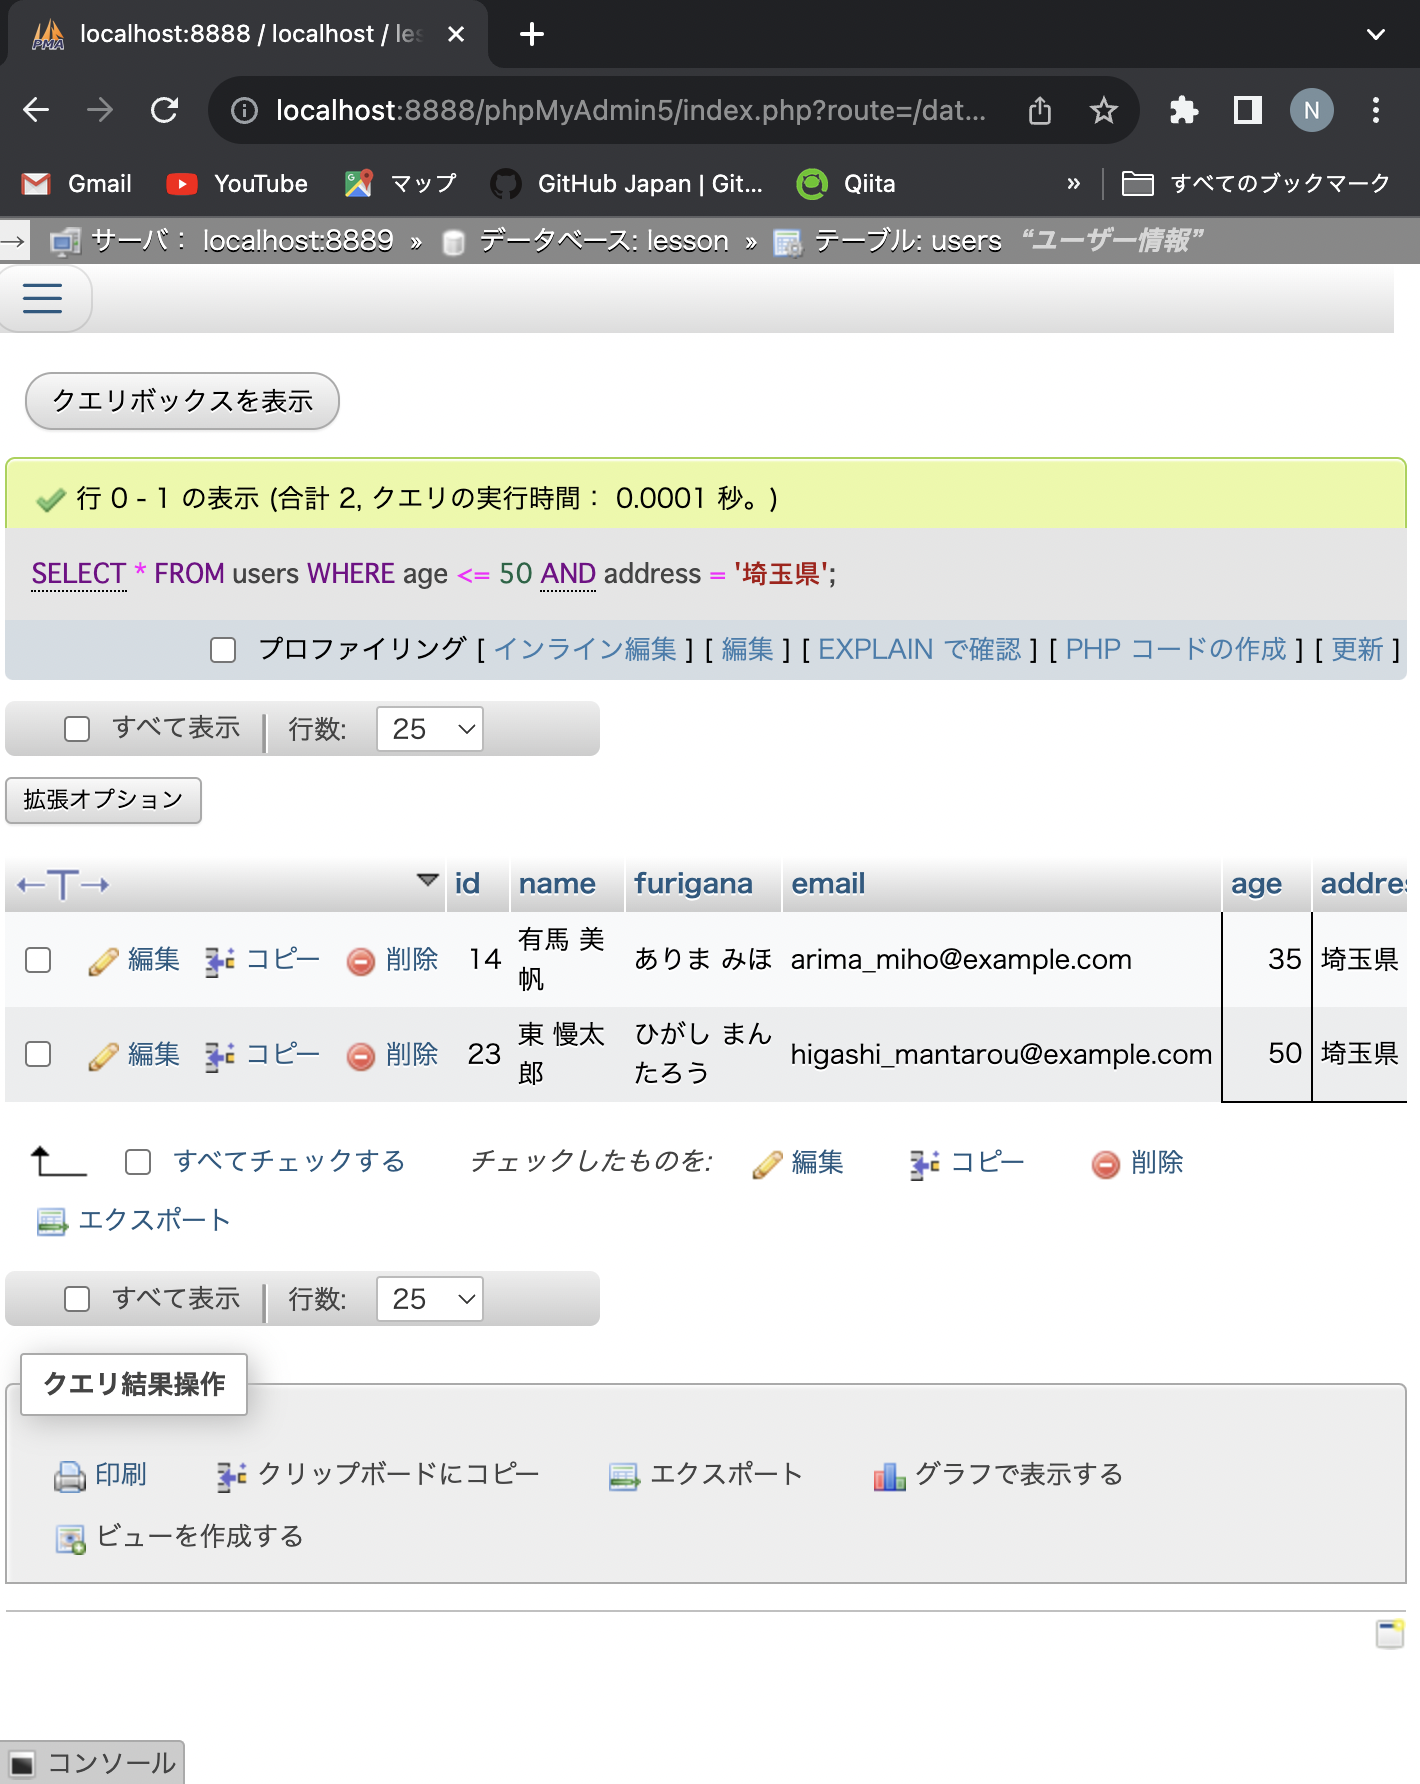 localhost:8888 / localhost / les
localhost:8888/phpMyAdmin5/index.php?route=/dat...
N
Gmail YouTube マップ GitHub Japan | Git... Qiita » すべてのブックマーク
サーバ: localhost:8889 » データベース: lesson » テーブル: users “ユーザー情報”
クエリボックスを表示
行 0 - 1 の表示 (合計 2, クエリの実行時間: 0.0001 秒。)
SELECT * FROM users WHERE age <= 50 AND address = '埼玉県';
プロファイリング [ インライン編集 ] [ 編集 ] [ EXPLAIN で確認 ] [ PHP コードの作成 ] [ 更新 ]
すべて表示 行数: 25
拡張オプション
←T→ id name furigana email age addres
編集 コピー 削除 14 有馬 美帆 ありま みほ arima_miho@example.com 35 埼玉県
編集 コピー 削除 23 東 慢太郎 ひがし まんたろう higashi_mantarou@example.com 50 埼玉県
すべてチェックする チェックしたものを: 編集 コピー 削除
エクスポート
すべて表示 行数: 25
クエリ結果操作
印刷 クリップボードにコピー エクスポート グラフで表示する
ビューを作成する
コンソール